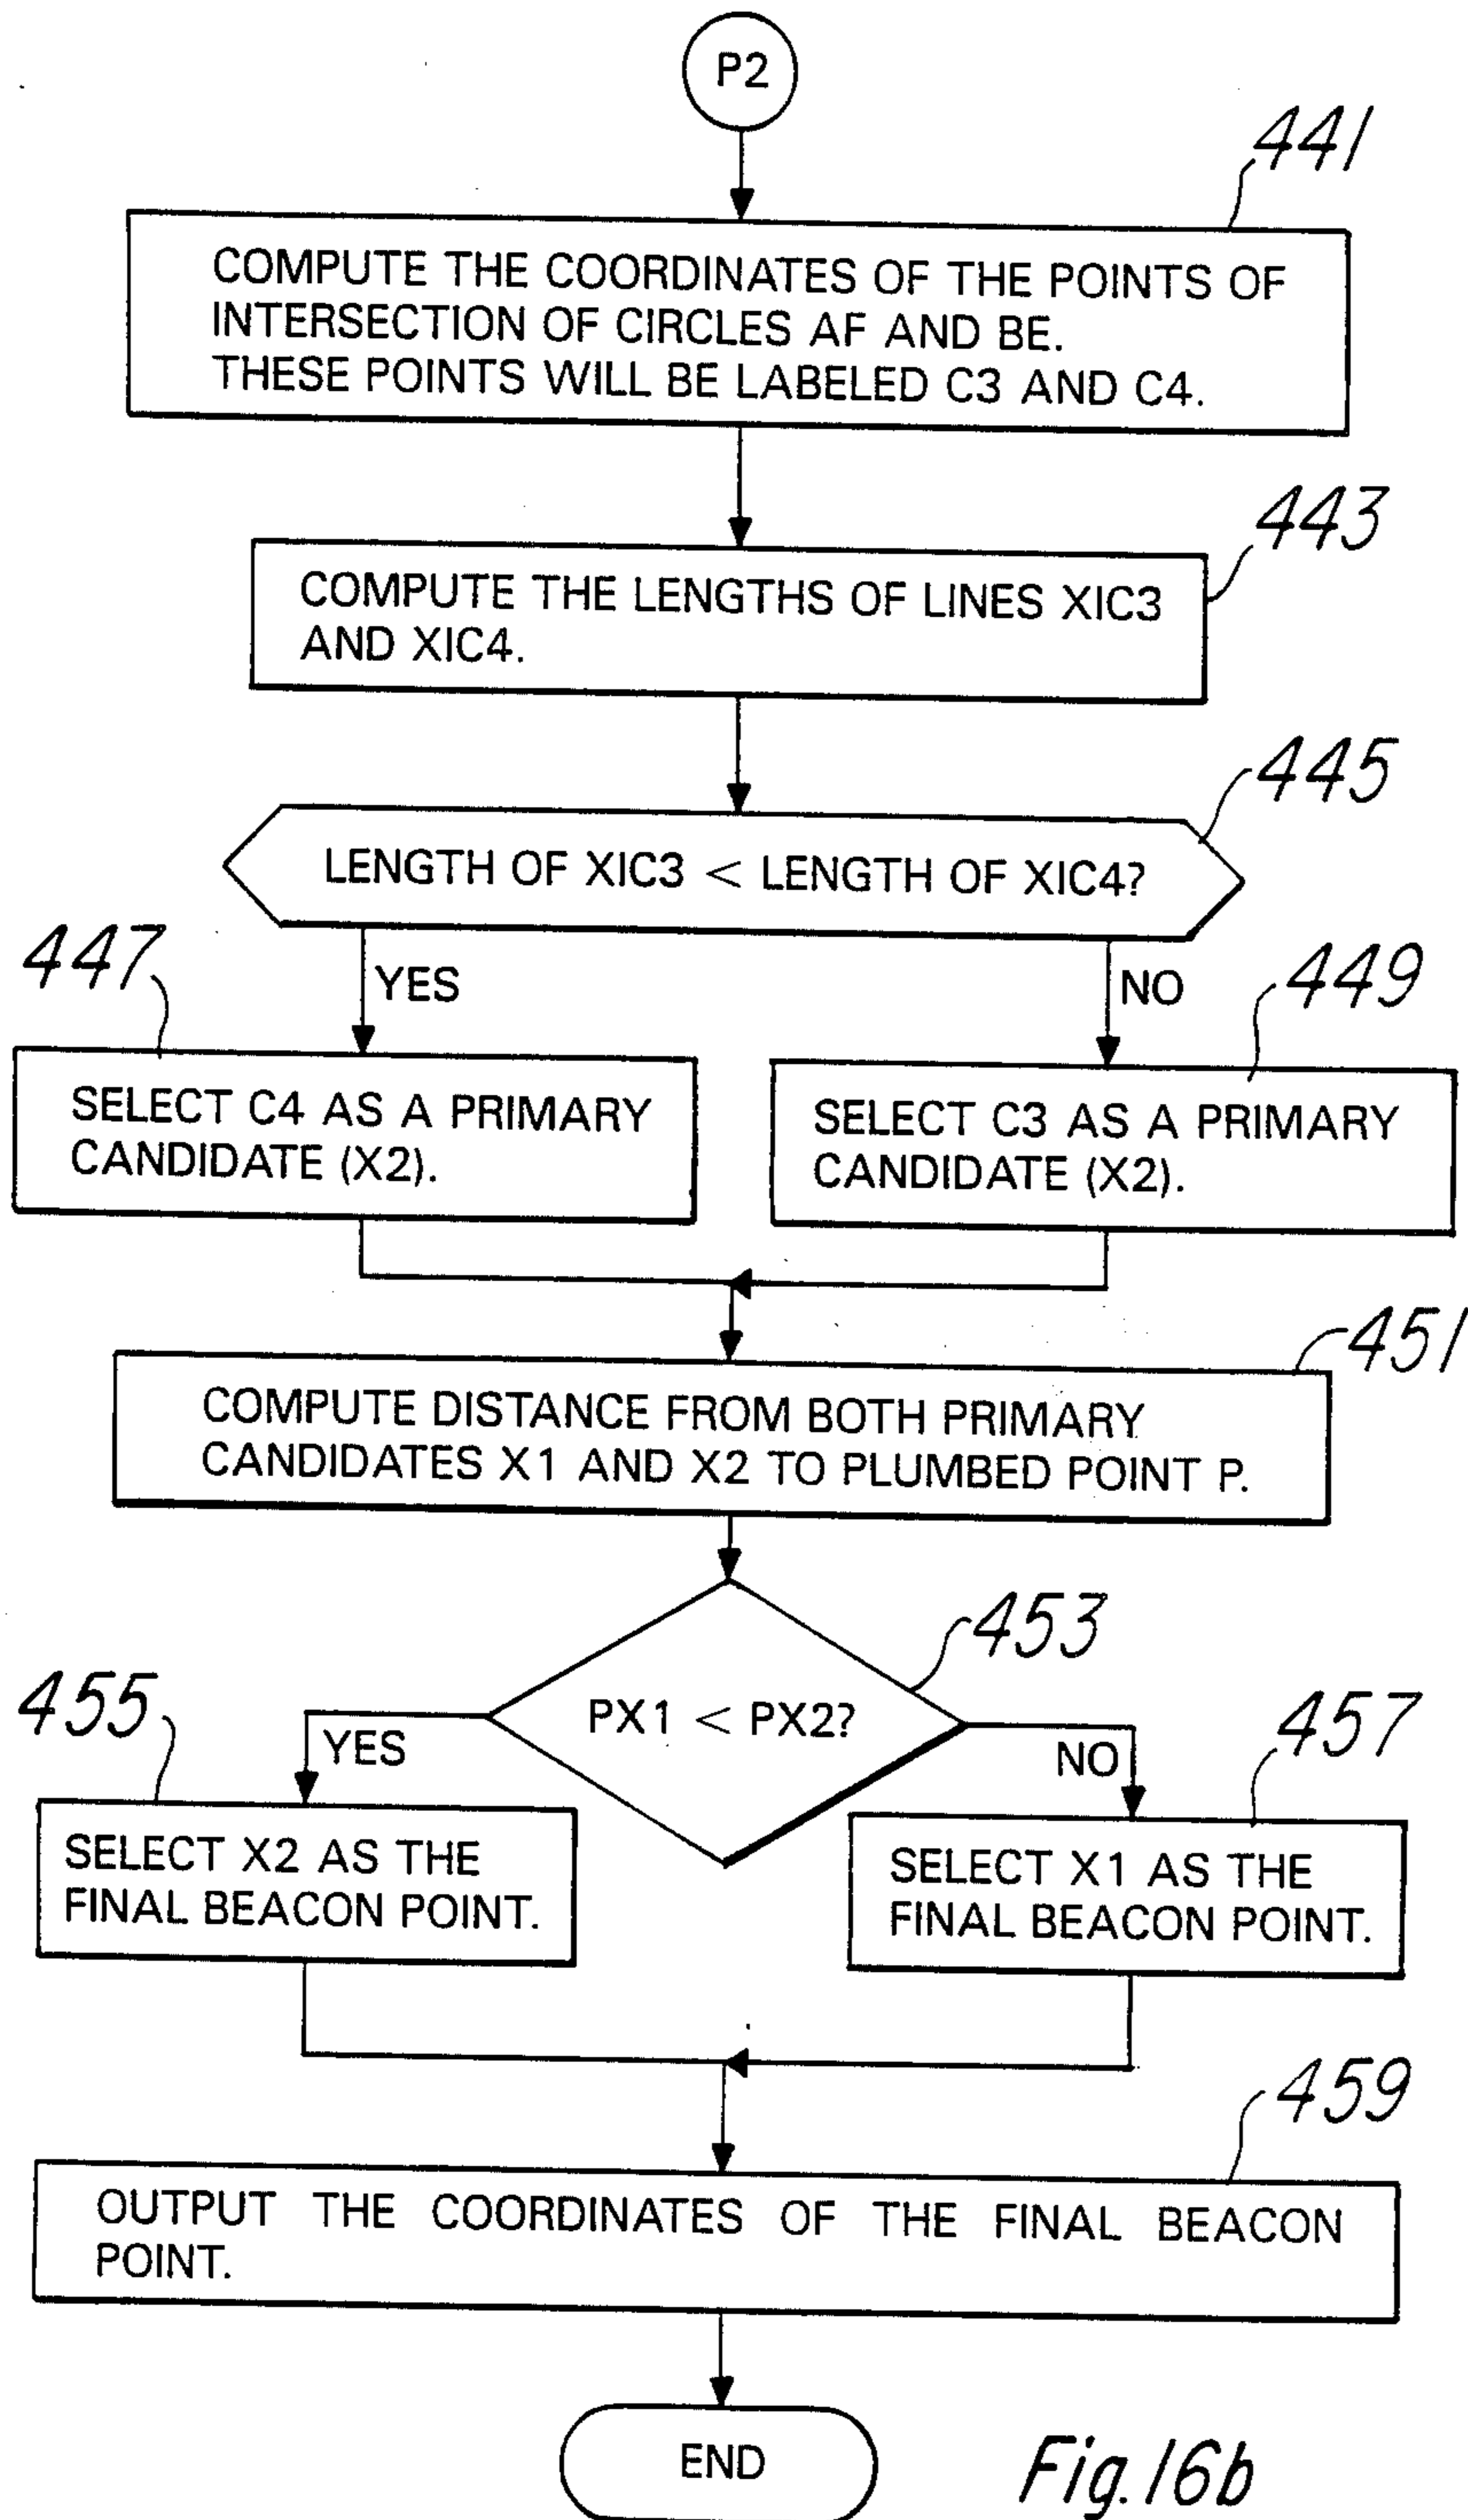 P2
441
COMPUTE THE COORDINATES OF THE POINTS OF
INTERSECTION OF CIRCLES AF AND BE.
THESE POINTS WILL BE LABELED C3 AND C4.
443
COMPUTE THE LENGTHS OF LINES XIC3
AND XIC4.
445
LENGTH OF XIC3 < LENGTH OF XIC4?
447
YES
NO
449
SELECT C4 AS A PRIMARY
CANDIDATE (X2).
SELECT C3 AS A PRIMARY
CANDIDATE (X2).
451
COMPUTE DISTANCE FROM BOTH PRIMARY
CANDIDATES X1 AND X2 TO PLUMBED POINT P.
453
PX1 < PX2?
455
YES
NO
457
SELECT X2 AS THE
FINAL BEACON POINT.
SELECT X1 AS THE
FINAL BEACON POINT.
459
OUTPUT THE COORDINATES OF THE FINAL BEACON
POINT.
END
Fig. 16b